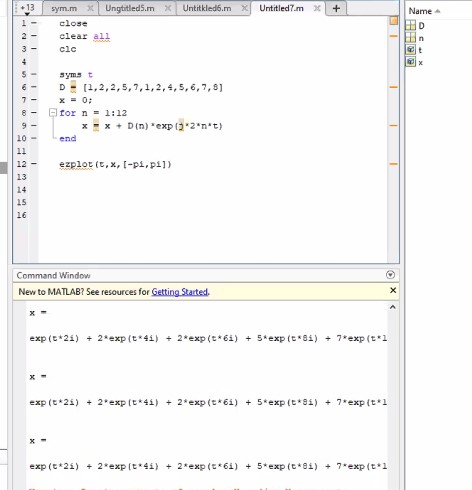 +13 sym.m Ungtitled5.m Untitkled6.m Untitled7.m +
1 close
2 clear all
3 clc
4
5 syms t
6 D = [1,2,2,5,7,1,2,4,5,6,7,8]
7 x = 0;
8 for n = 1:12
9 x = x + D(n)*exp(j*2*n*t)
10 end
11
12 ezplot(t,x,[-pi,pi])
13
14
15
16
Name
D
n
t
x
Command Window
New to MATLAB? See resources for Getting Started.
x =
exp(t*2i) + 2*exp(t*4i) + 2*exp(t*6i) + 5*exp(t*8i) + 7*exp(t*1
x =
exp(t*2i) + 2*exp(t*4i) + 2*exp(t*6i) + 5*exp(t*8i) + 7*exp(t*1
x =
exp(t*2i) + 2*exp(t*4i) + 2*exp(t*6i) + 5*exp(t*8i) + 7*exp(t*1